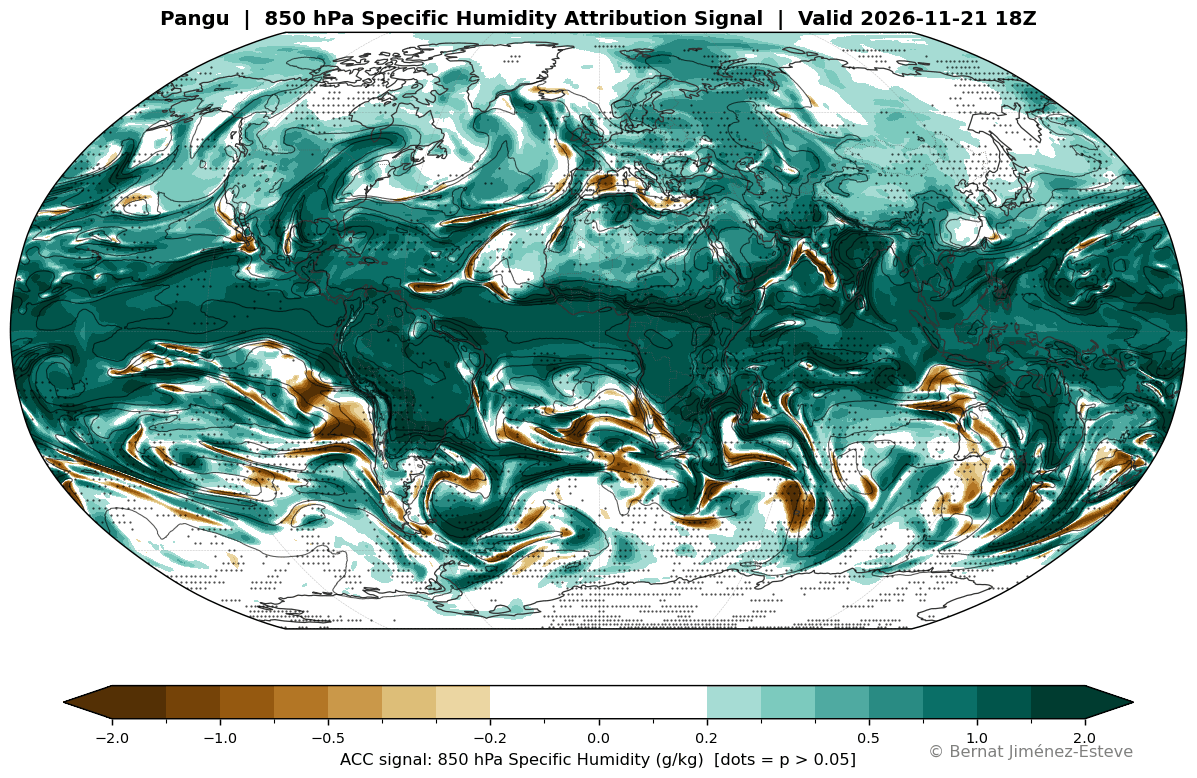 Pangu | 850 hPa Specific Humidity Attribution Signal | Valid 2026-11-21 18Z
−2.0 −1.0 −0.5 −0.2 0.0 0.2 0.5 1.0 2.0
ACC signal: 850 hPa Specific Humidity (g/kg) [dots = p > 0.05]
© Bernat Jiménez-Esteve